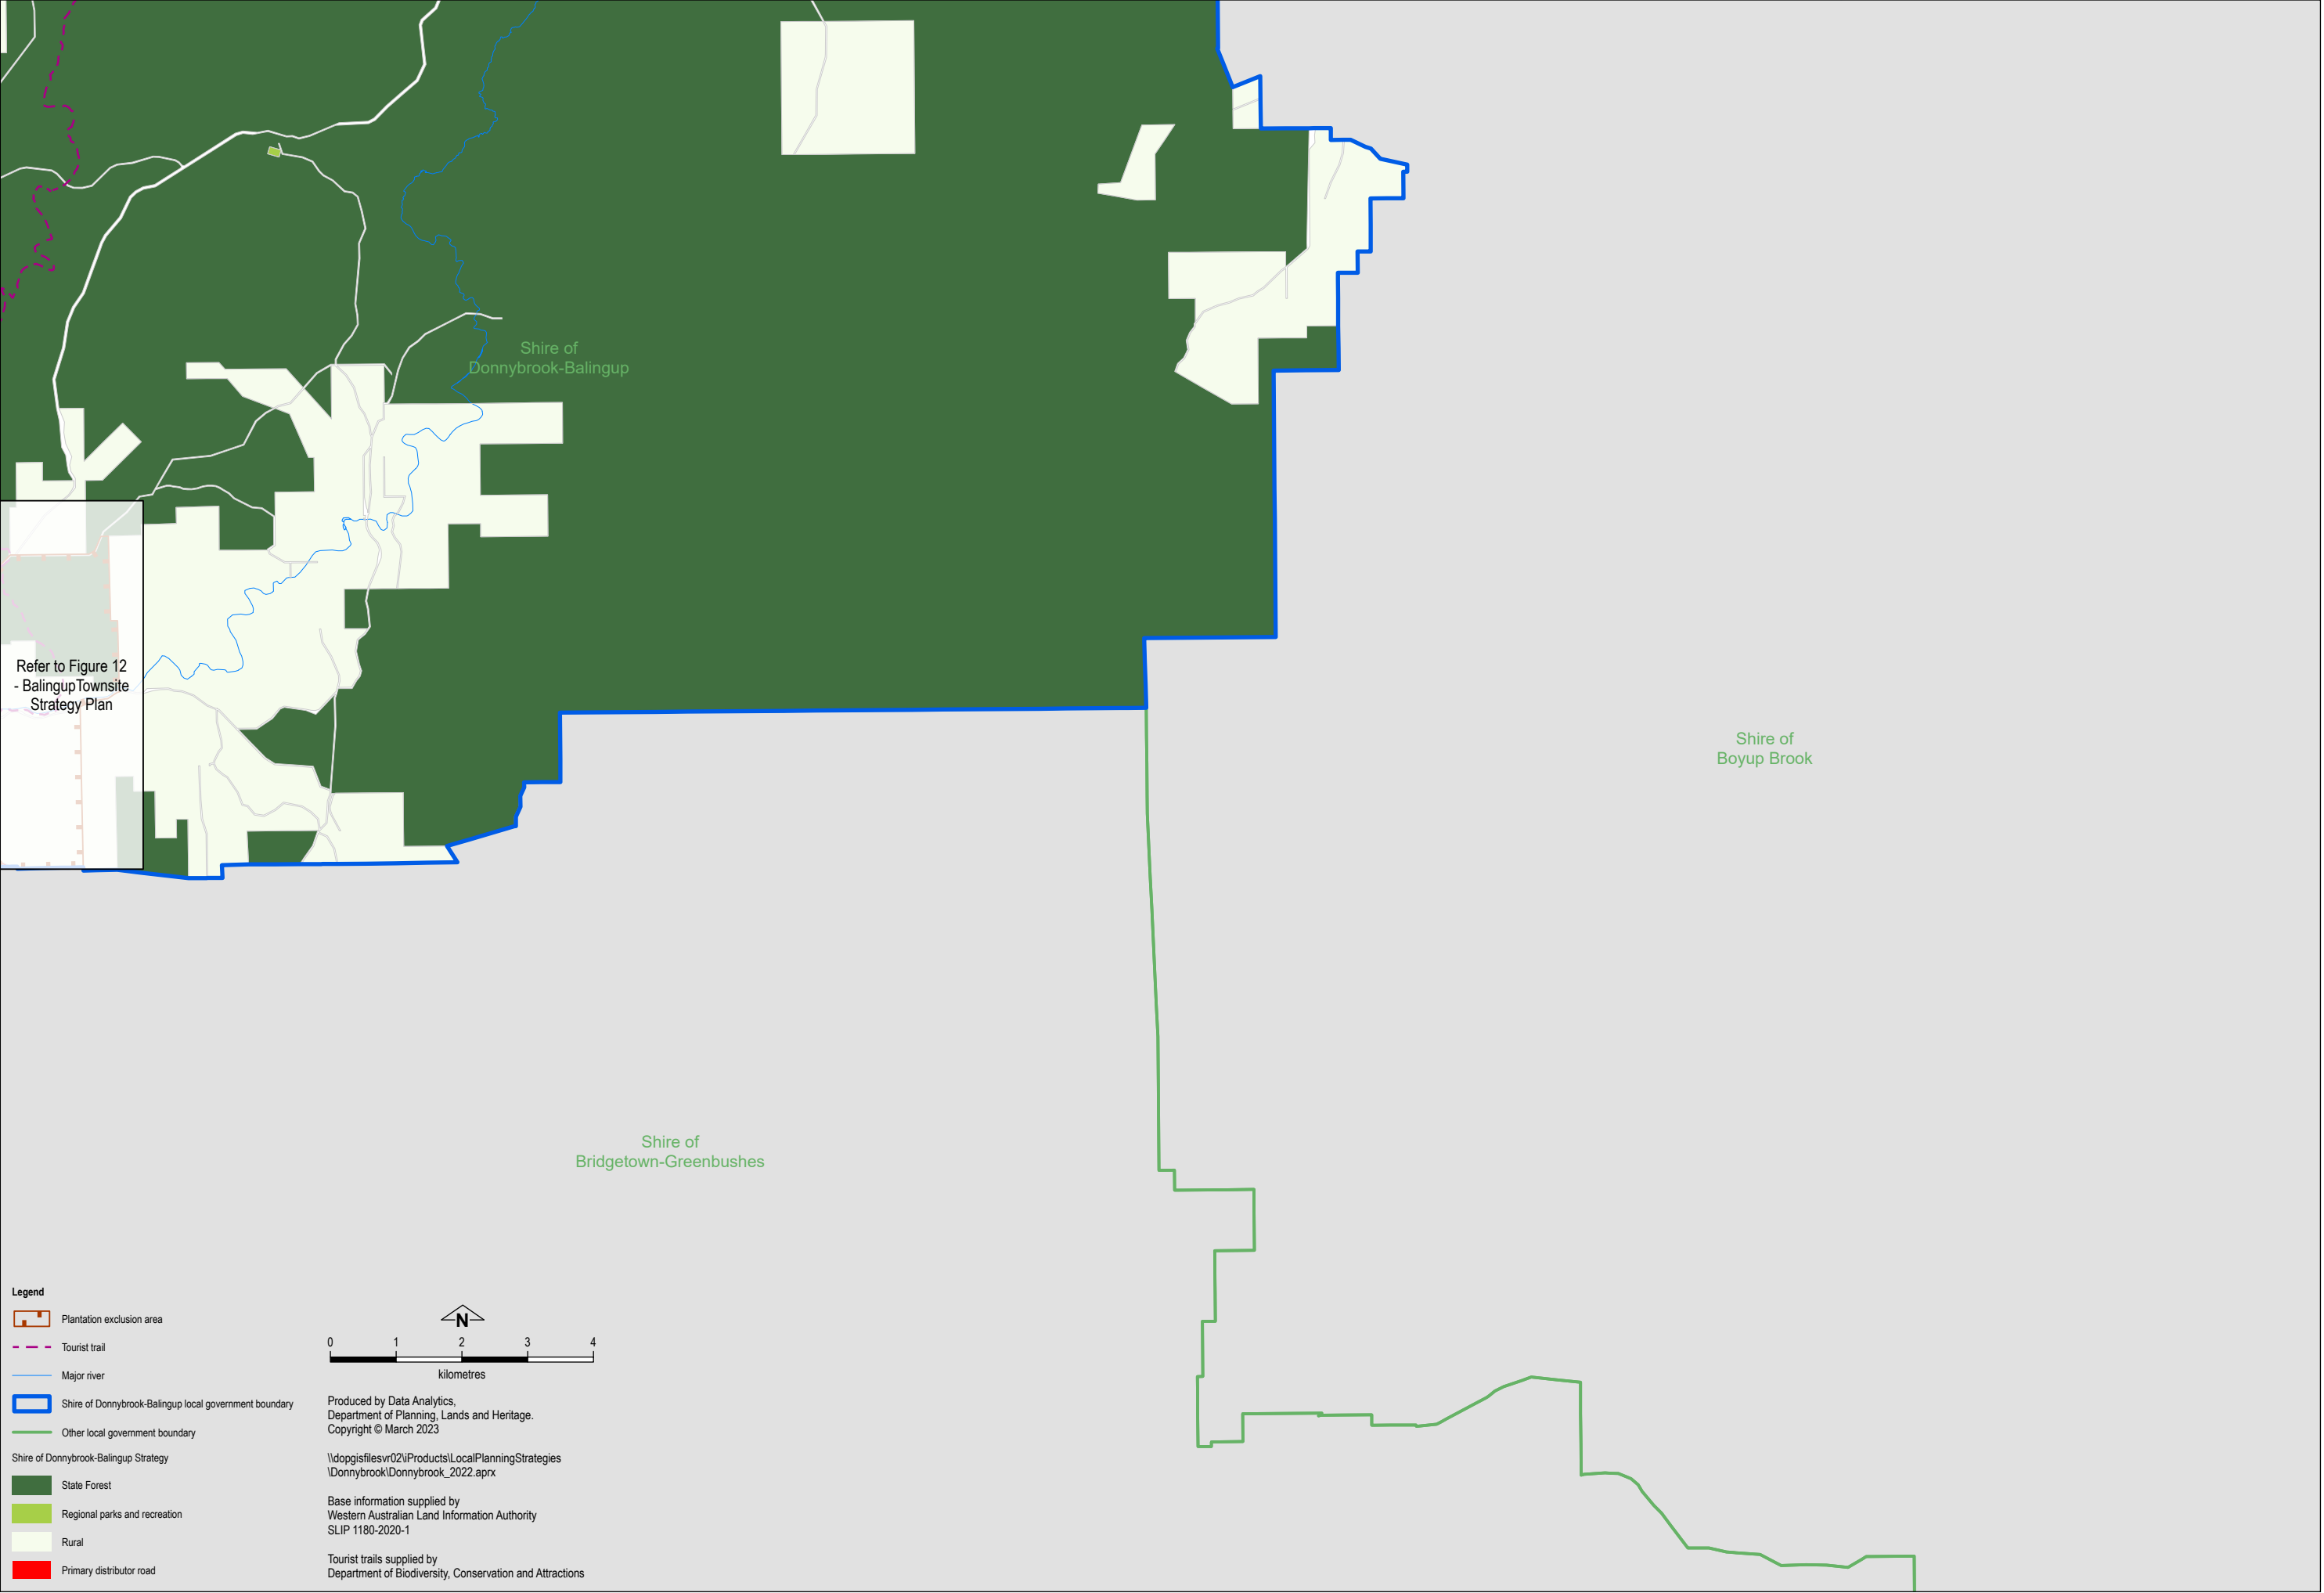 Shire of
Donnybrook-Balingup
Refer to Figure 12
- BalingupTownsite
Strategy Plan
Shire of
Boyup Brook
Shire of
Bridgetown-Greenbushes
Legend
Plantation exclusion area
Tourist trail
Major river
Shire of Donnybrook-Balingup local government boundary
Other local government boundary
Shire of Donnybrook-Balingup Strategy
State Forest
Regional parks and recreation
Rural
Primary distributor road
N
0 1 2 3 4
kilometres
Produced by Data Analytics,
Department of Planning, Lands and Heritage.
Copyright © March 2023
\\dopgisfilesvr02\iProducts\LocalPlanningStrategies
\Donnybrook\Donnybrook_2022.aprx
Base information supplied by
Western Australian Land Information Authority
SLIP 1180-2020-1
Tourist trails supplied by
Department of Biodiversity, Conservation and Attractions